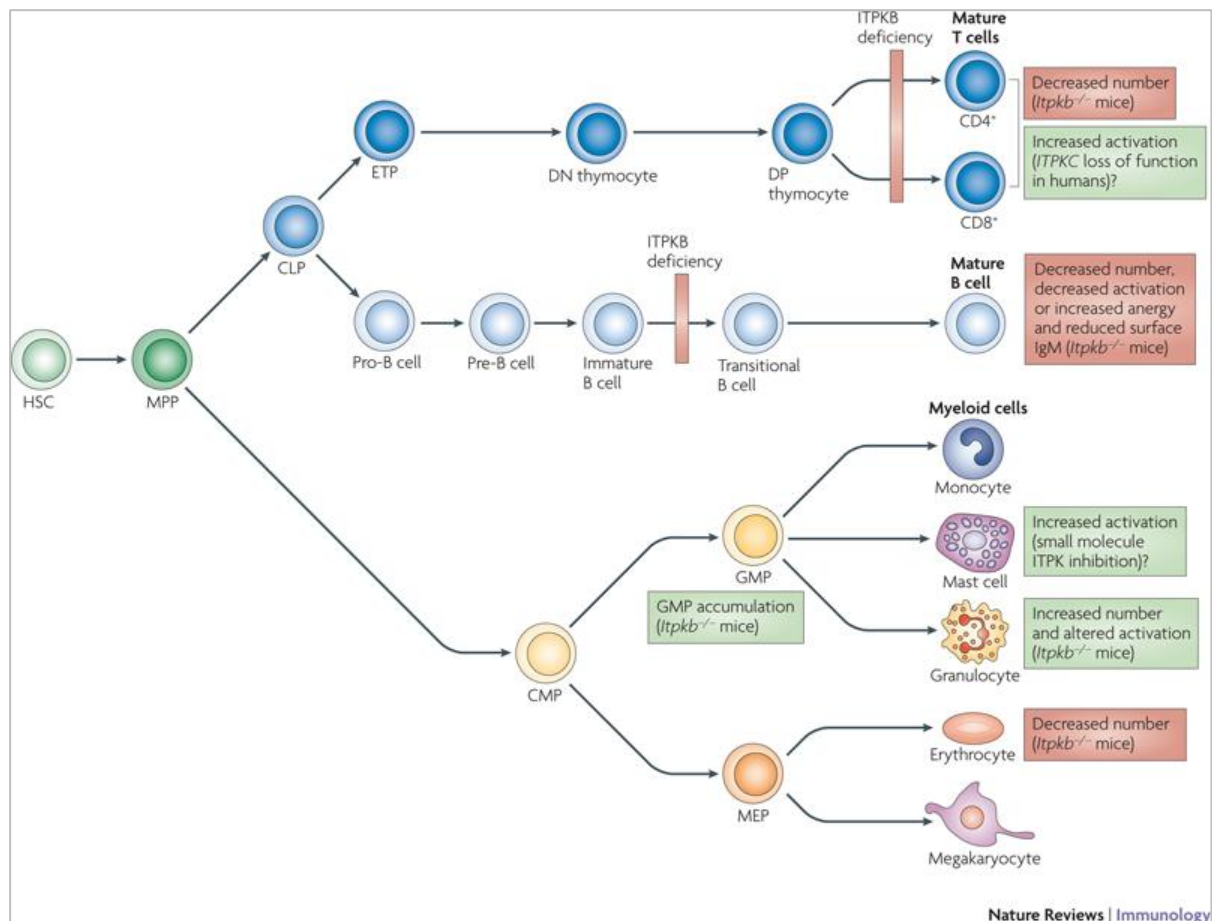 ITPKB
deficiency
Mature
T cells
CD4⁺
Decreased number
(Itpkb⁻/⁻ mice)
Increased activation
(ITPKC loss of function
in humans)?
ETP
DN thymocyte
DP
thymocyte
CD8⁺
CLP
ITPKB
deficiency
Mature
B cell
Decreased number,
decreased activation
or increased anergy
and reduced surface
IgM (Itpkb⁻/⁻ mice)
Pro-B cell
Pre-B cell
Immature
B cell
Transitional
B cell
HSC
MPP
Myeloid cells
Monocyte
Increased activation
(small molecule
ITPK inhibition)?
Mast cell
GMP
GMP accumulation
(Itpkb⁻/⁻ mice)
Increased number
and altered activation
(Itpkb⁻/⁻ mice)
Granulocyte
CMP
Decreased number
(Itpkb⁻/⁻ mice)
Erythrocyte
MEP
Megakaryocyte
Nature Reviews | Immunology